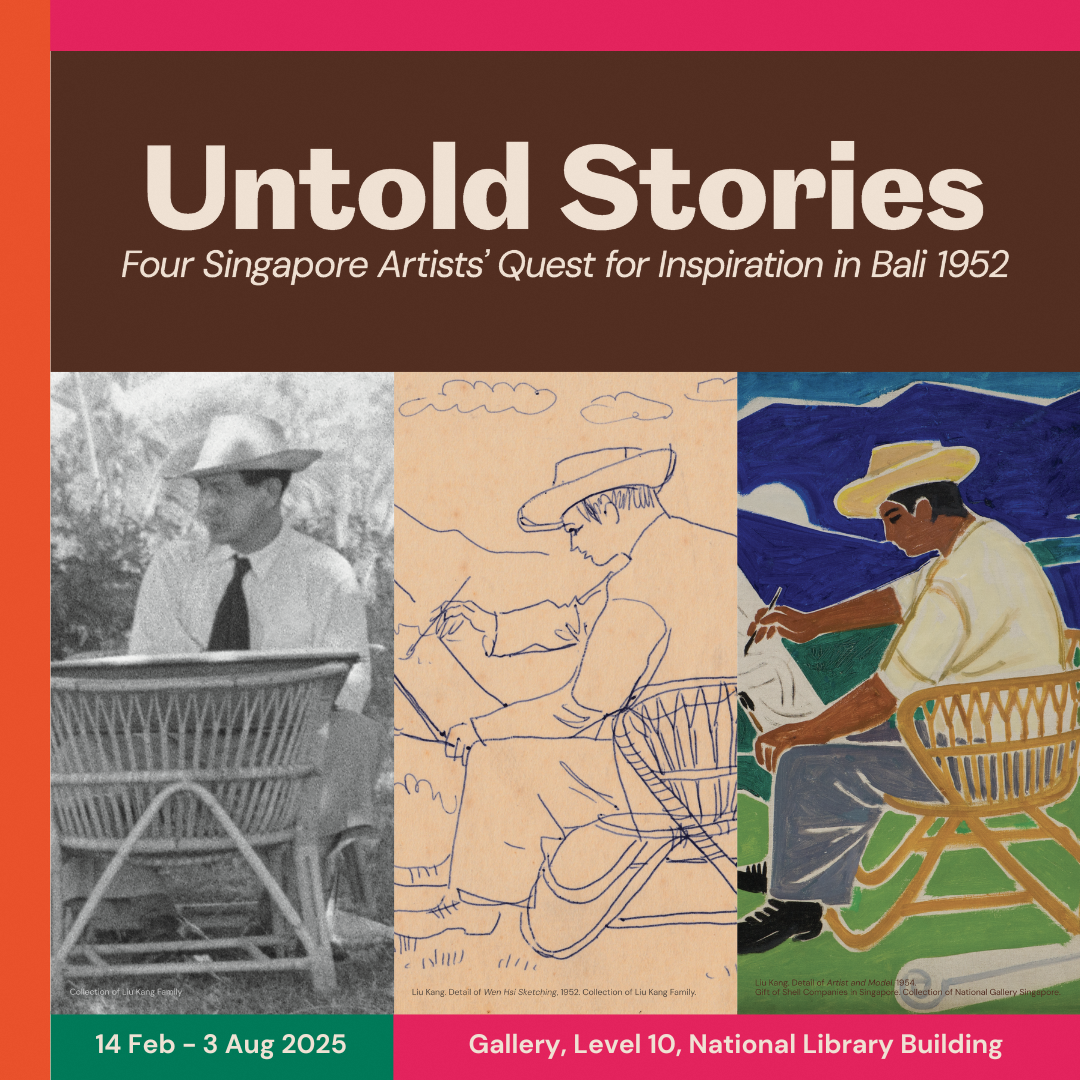 Untold Stories
Four Singapore Artists’ Quest for Inspiration in Bali 1952
Collection of Liu Kang Family
Liu Kang. Detail of Wen Hsi Sketching. 1952. Collection of Liu Kang Family.
Liu Kang. Detail of Artist and Model. 1954.
Gift of Shell Companies in Singapore. Collection of National Gallery Singapore.
14 Feb – 3 Aug 2025
Gallery, Level 10, National Library Building